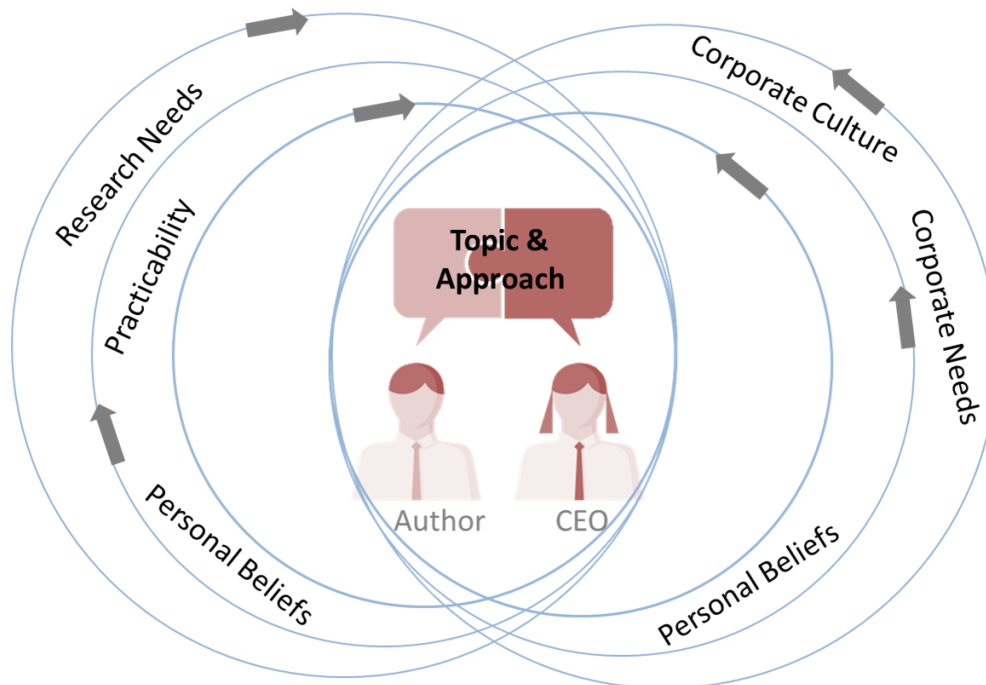 Research Needs
Practicability
Personal Beliefs
Topic &
Approach
Author
CEO
Corporate Culture
Corporate Needs
Personal Beliefs